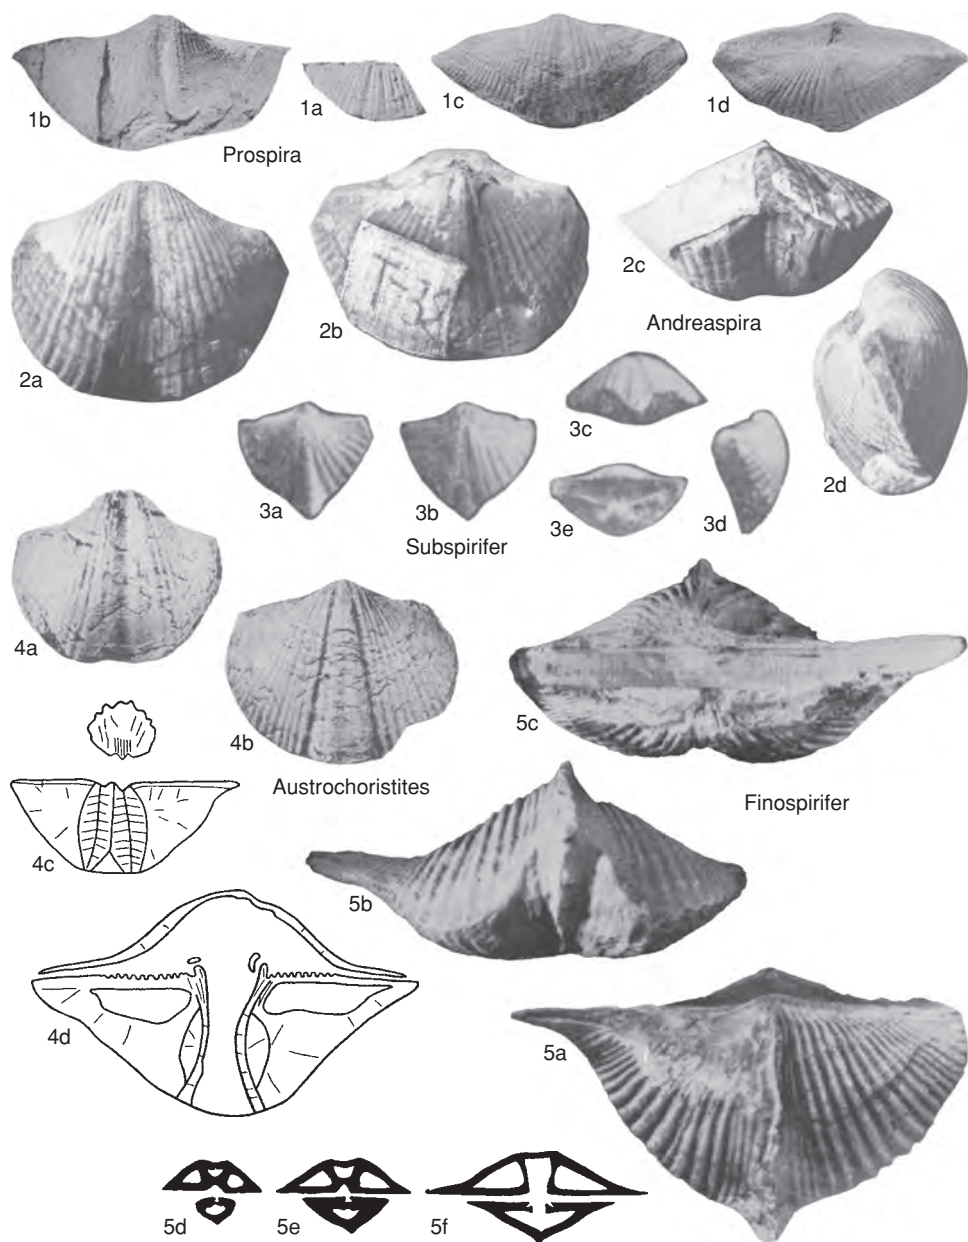 1b
1a
1c
1d
Prospira
2a
2b
T-32
2c
Andreaspira
2d
3a
3b
3c
3e
3d
Subspirifer
4a
4b
Austrochoristites
4c
4d
5c
Finospirifer
5b
5a
5d
5e
5f